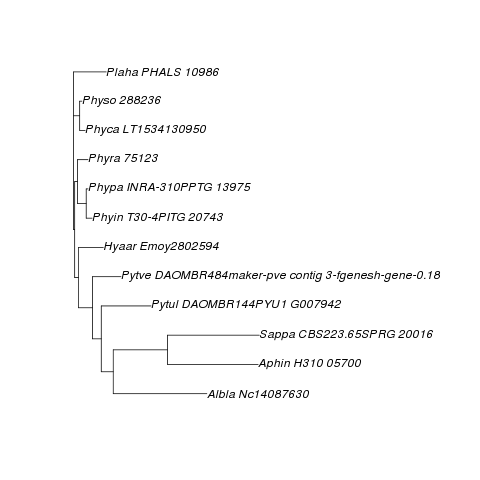 Plaha PHALS 10986
Physo 288236
Phyca LT1534130950
Phyra 75123
Phypa INRA-310PPTG 13975
Phyin T30-4PITG 20743
Hyaar Emoy2802594
Pytve DAOMBR484maker-pve contig 3-fgenesh-gene-0.18
Pytul DAOMBR144PYU1 G007942
Sappa CBS223.65SPRG 20016
Aphin H310 05700
Albla Nc14087630